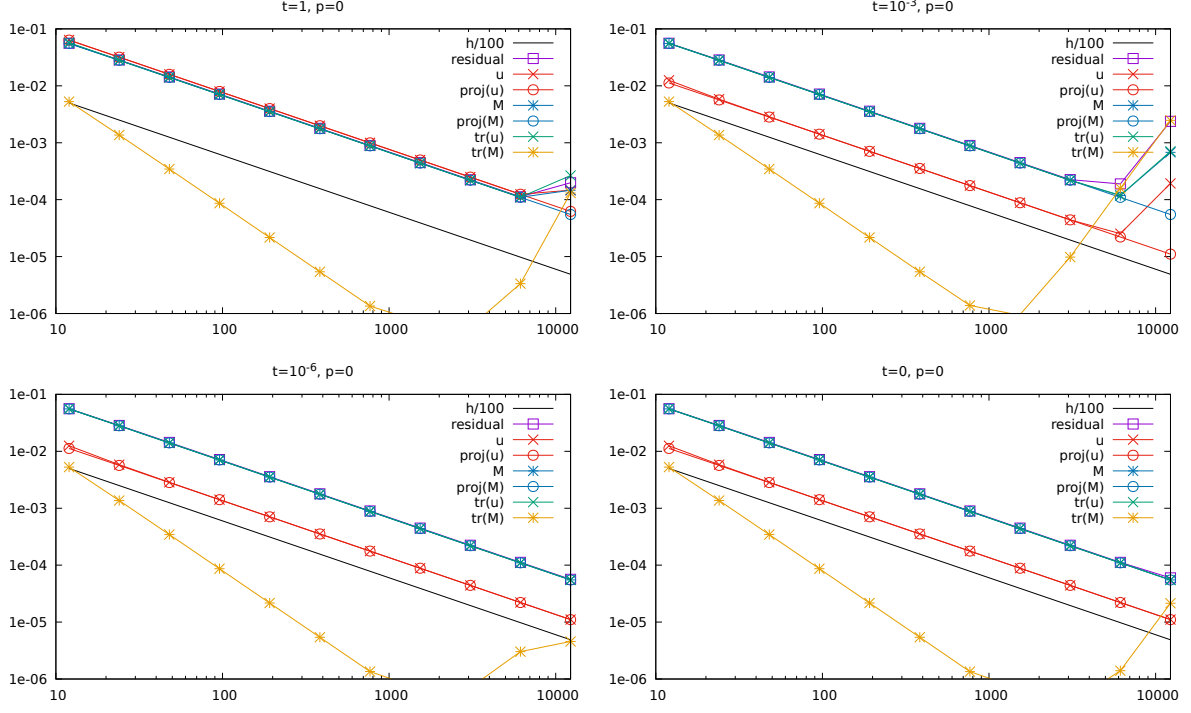 t=1, p=0
1e-01
1e-02
1e-03
1e-04
1e-05
1e-06
10
100
1000
10000
h/100
residual
u
proj(u)
M
proj(M)
tr(u)
tr(M)
t=10⁻³, p=0
1e-01
1e-02
1e-03
1e-04
1e-05
1e-06
10
100
1000
10000
h/100
residual
u
proj(u)
M
proj(M)
tr(u)
tr(M)
t=10⁻⁶, p=0
1e-01
1e-02
1e-03
1e-04
1e-05
1e-06
10
100
1000
10000
h/100
residual
u
proj(u)
M
proj(M)
tr(u)
tr(M)
t=0, p=0
1e-01
1e-02
1e-03
1e-04
1e-05
1e-06
10
100
1000
10000
h/100
residual
u
proj(u)
M
proj(M)
tr(u)
tr(M)